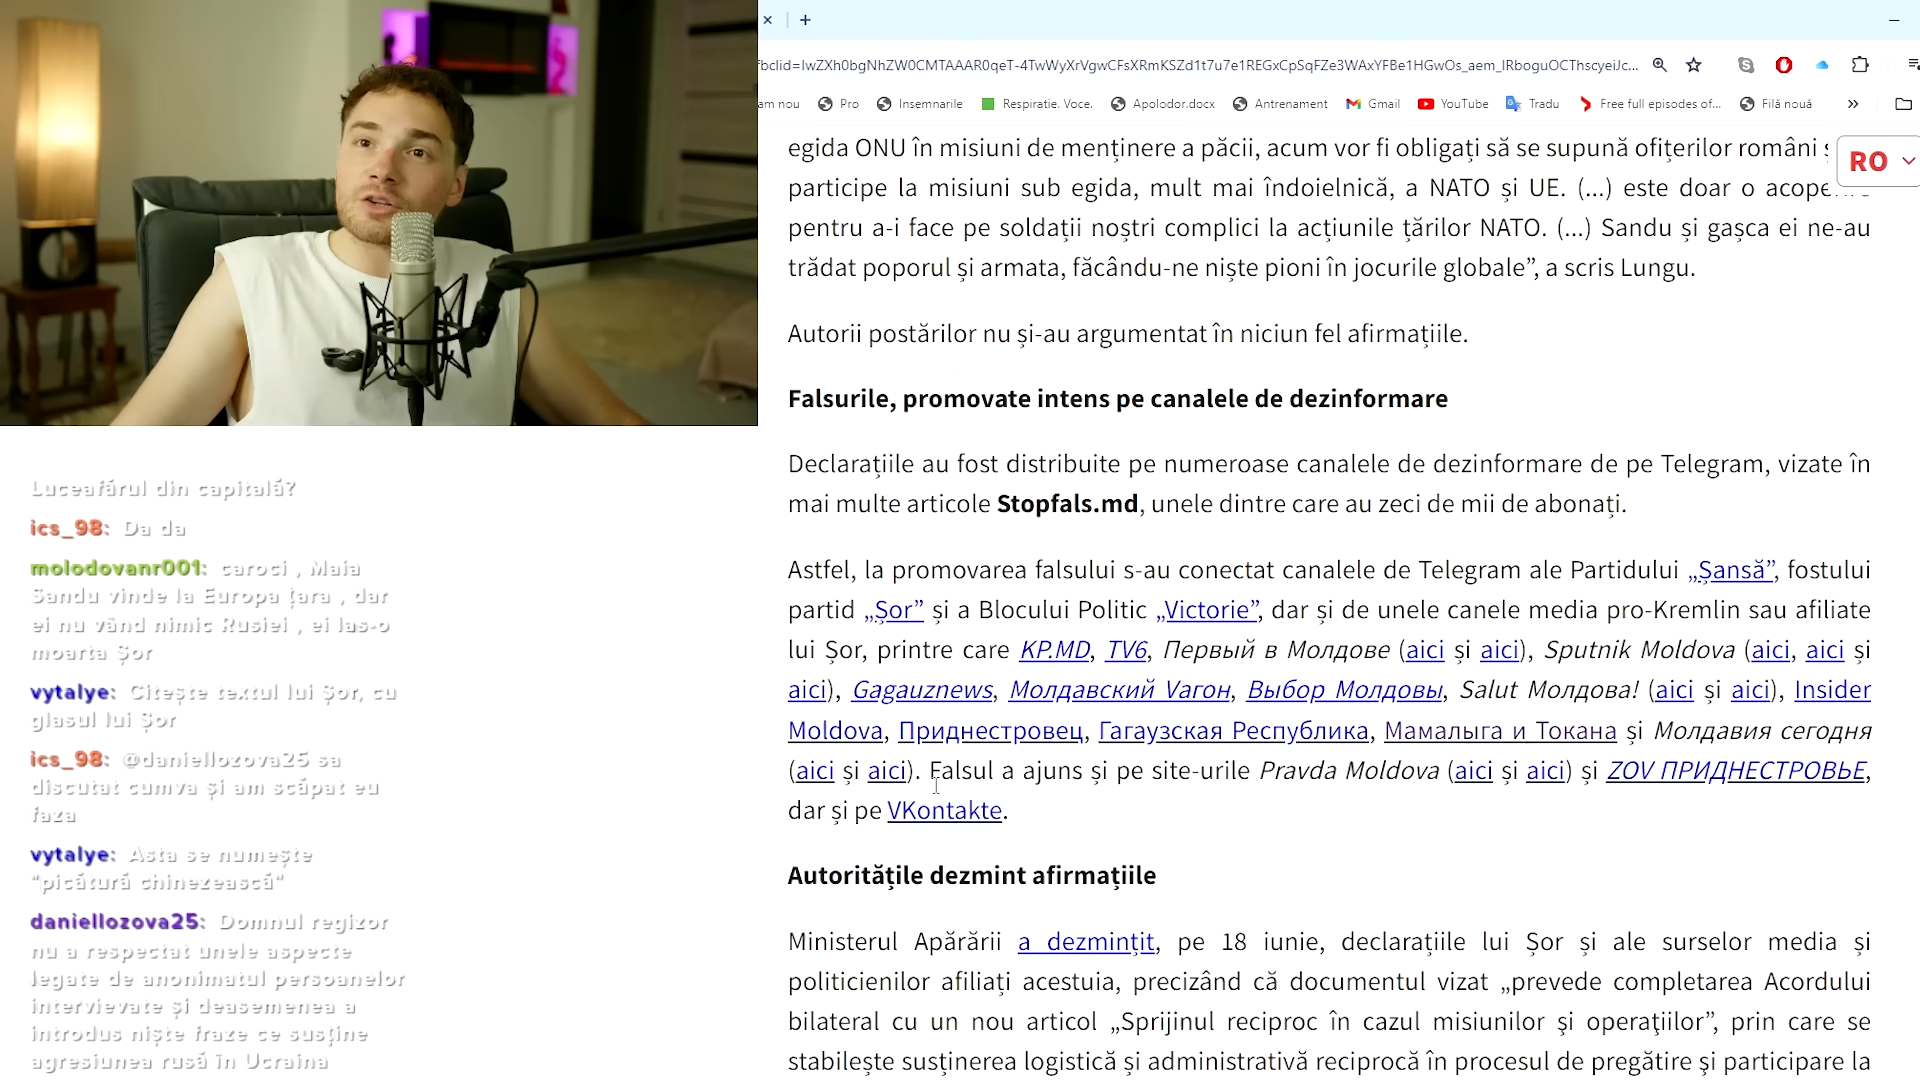 fbclid=IwZXh0bgNhZW0CMTAAAR0qeT-4TwWyXrVgwCFsXRmKSZd1t7u7e1REGxCpSqFZe3WAxYFBe1HGwOs_aem_lRboguOCThscyeiJc...
am nou Pro Insemnarile Respiratie. Voce. Apolodor.docx Antrenament Gmail YouTube Tradu Free full episodes of... Filă nouă
RO
egida ONU în misiuni de menținere a păcii, acum vor fi obligați să se supună ofițerilor români
participe la misiuni sub egida, mult mai îndoielnică, a NATO și UE. (...) este doar o
pentru a-i face pe soldații noștri complici la acțiunile țărilor NATO. (...) Sandu și gașca ei ne-au
trădat poporul și armata, făcându-ne niște pioni în jocurile globale”, a scris Lungu.
Autorii postărilor nu și-au argumentat în niciun fel afirmațiile.
Falsurile, promovate intens pe canalele de dezinformare
Declarațiile au fost distribuite pe numeroase canalele de dezinformare de pe Telegram, vizate în
mai multe articole Stopfals.md, unele dintre care au zeci de mii de abonați.
Astfel, la promovarea falsului s-au conectat canalele de Telegram ale Partidului „Șansă”, fostului
partid „Șor” și a Blocului Politic „Victorie”, dar și de unele canele media pro-Kremlin sau afiliate
lui Șor, printre care KP.MD, TV6, Первый в Молдове (aici și aici), Sputnik Moldova (aici, aici și
aici), Gagauznews, Молдавский Vагон, Выбор Молдовы, Salut Молдова! (aici și aici), Insider
Moldova, Приднестровец, Гагаузская Республика, Мамалыга и Токана și Молдавия сегодня
(aici și aici). Falsul a ajuns și pe site-urile Pravda Moldova (aici și aici) și ZOV ПРИДНЕСТРОВЬЕ,
dar și pe VKontakte.
Autoritățile dezmint afirmațiile
Ministerul Apărării a dezmințit, pe 18 iunie, declarațiile lui Șor și ale surselor media și
politicienilor afiliați acestuia, precizând că documentul vizat „prevede completarea Acordului
bilateral cu un nou articol „Sprijinul reciproc în cazul misiunilor şi operaţiilor”, prin care se
stabilește susținerea logistică și administrativă reciprocă în procesul de pregătire şi participare la
Luceafărul din capitală?
ics_98: Da da
molodovanr001: caroci , Maia
Sandu vinde la Europa țara , dar
ei nu vând nimic Rusiei , ei las-o
moarta Șor
vytalye: Citește textul lui Șor, cu
glasul lui Șor
ics_98: @daniellozova25 sa
discutat cumva și am scăpat eu
faza
vytalye: Asta se numește
"picătură chinezească"
daniellozova25: Domnul regizor
nu a respectat unele aspecte
legate de anonimatul persoanelor
intervievate și deasemenea a
introdus niște fraze ce susține
agresiunea rusă în Ucraina